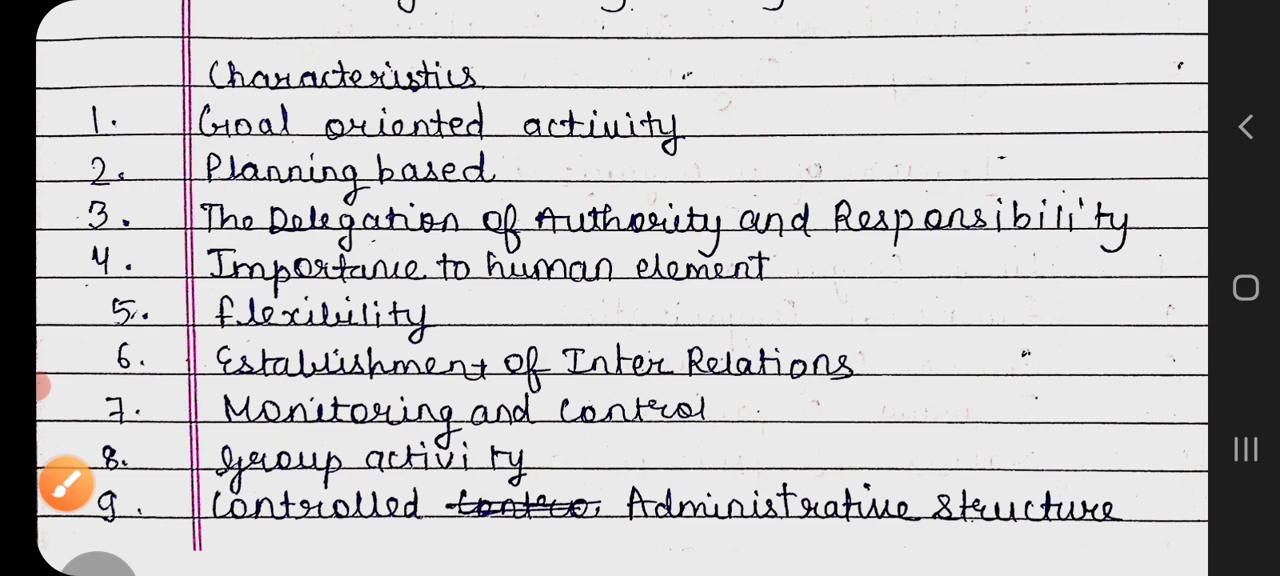 Characteristics
1. Goal oriented activity
2. Planning based
3. The Delegation of Authority and Responsibility
4. Importance to human element
5. flexibility
6. Establishment of Inter Relations
7. Monitoring and control
8. group activity
9. controlled Administrative structure